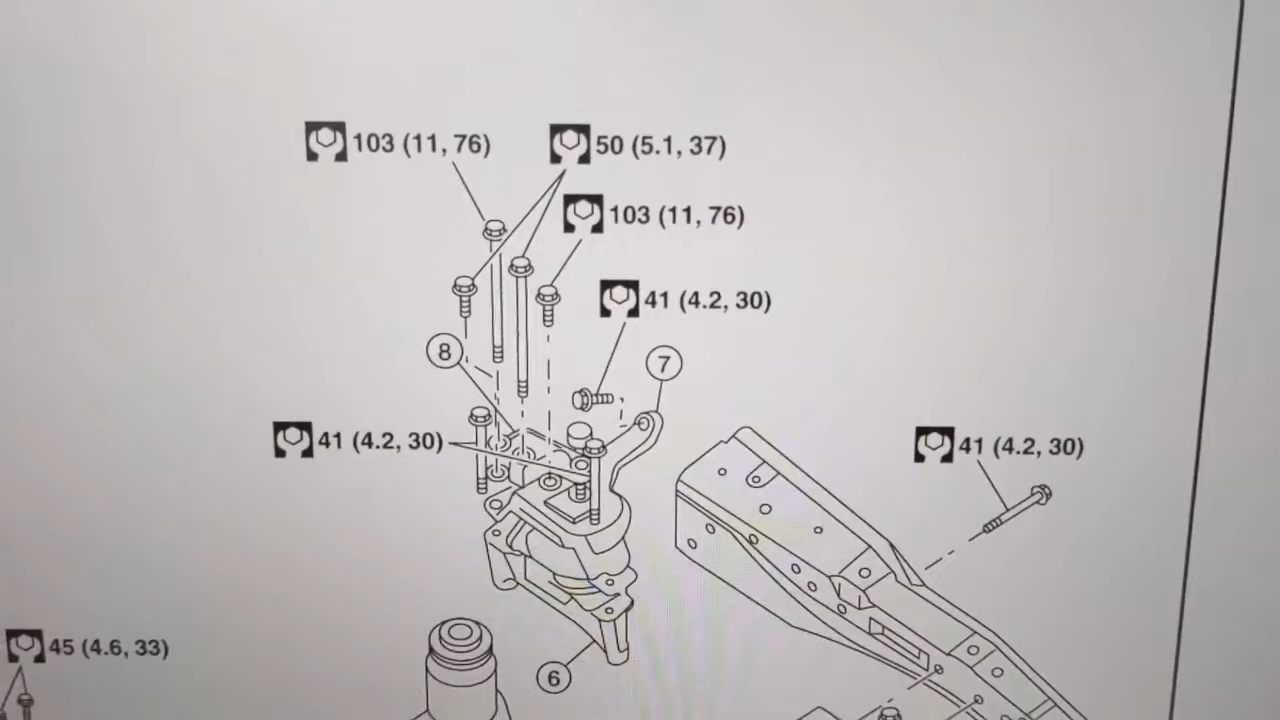 103 (11, 76)
50 (5.1, 37)
103 (11, 76)
41 (4.2, 30)
8
7
41 (4.2, 30)
41 (4.2, 30)
45 (4.6, 33)
6